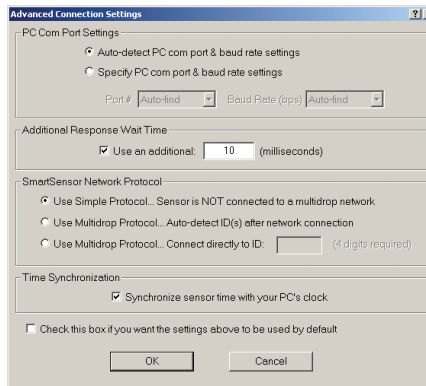 Advanced Connection Settings ?
PC Com Port Settings
Auto-detect PC com port & baud rate settings
Specify PC com port & baud rate settings
Port # Auto-find Baud Rate (bps) Auto-find
Additional Response Wait Time
Use an additional: 10 (milliseconds)
SmartSensor Network Protocol
Use Simple Protocol... Sensor is NOT connected to a multidrop network
Use Multidrop Protocol... Auto-detect ID(s) after network connection
Use Multidrop Protocol... Connect directly to ID: (4 digits required)
Time Synchronization
Synchronize sensor time with your PC's clock
Check this box if you want the settings above to be used by default
OK Cancel